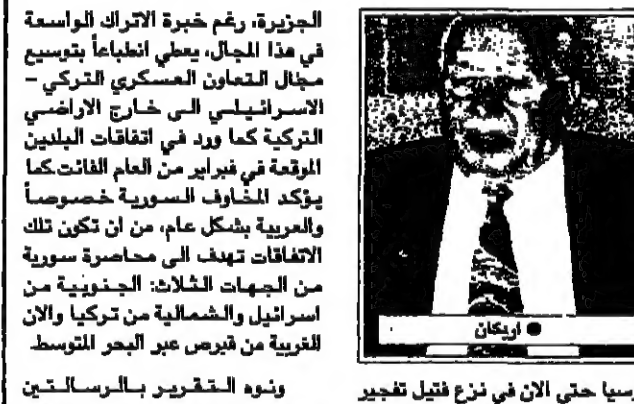 الجزيرة، رغم خبرة الاتراك الواسعة
في هذا المجال، يعطي انطباعاً بتوسيع
مجال التعاون العسكري التركي –
الاسرائيلي الى خارج الاراضي
التركية كما ورد في اتفاقات البلدين
الموقعة في فبراير من العام الفائت كما
يؤكد المخاوف السورية خصوصاً
والعربية بشكل عام، من ان تكون تلك
الاتفاقات تهدف الى محاصرة سورية
من الجهات الثلاث: الجنوبية من
اسرائيل والشمالية من تركيا والان
الغربية من قبرص عبر البحر المتوسط.
ونوه التقرير بالرسالتين
● اربكان
رسيا حتى الان في نزع فتيل تفجير